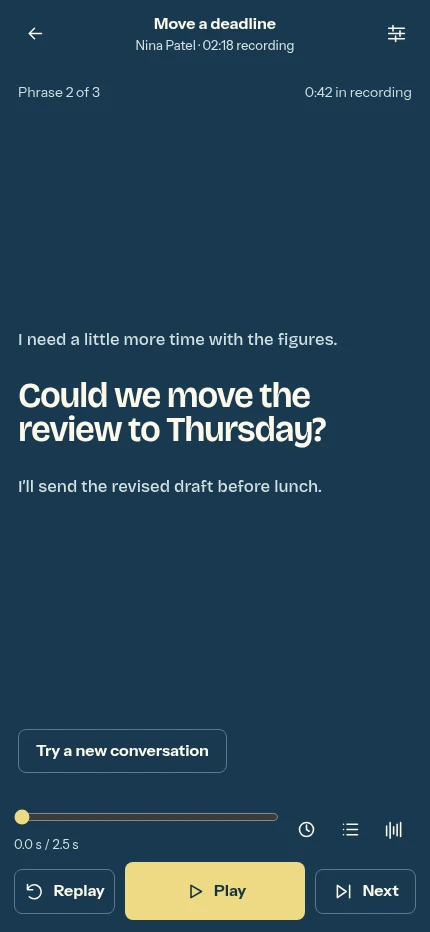 Move a deadline
Nina Patel · 02:18 recording
Phrase 2 of 3
0:42 in recording
I need a little more time with the figures.
Could we move the
review to Thursday?
I'll send the revised draft before lunch.
Try a new conversation
0.0 s / 2.5 s
Replay
Play
Next